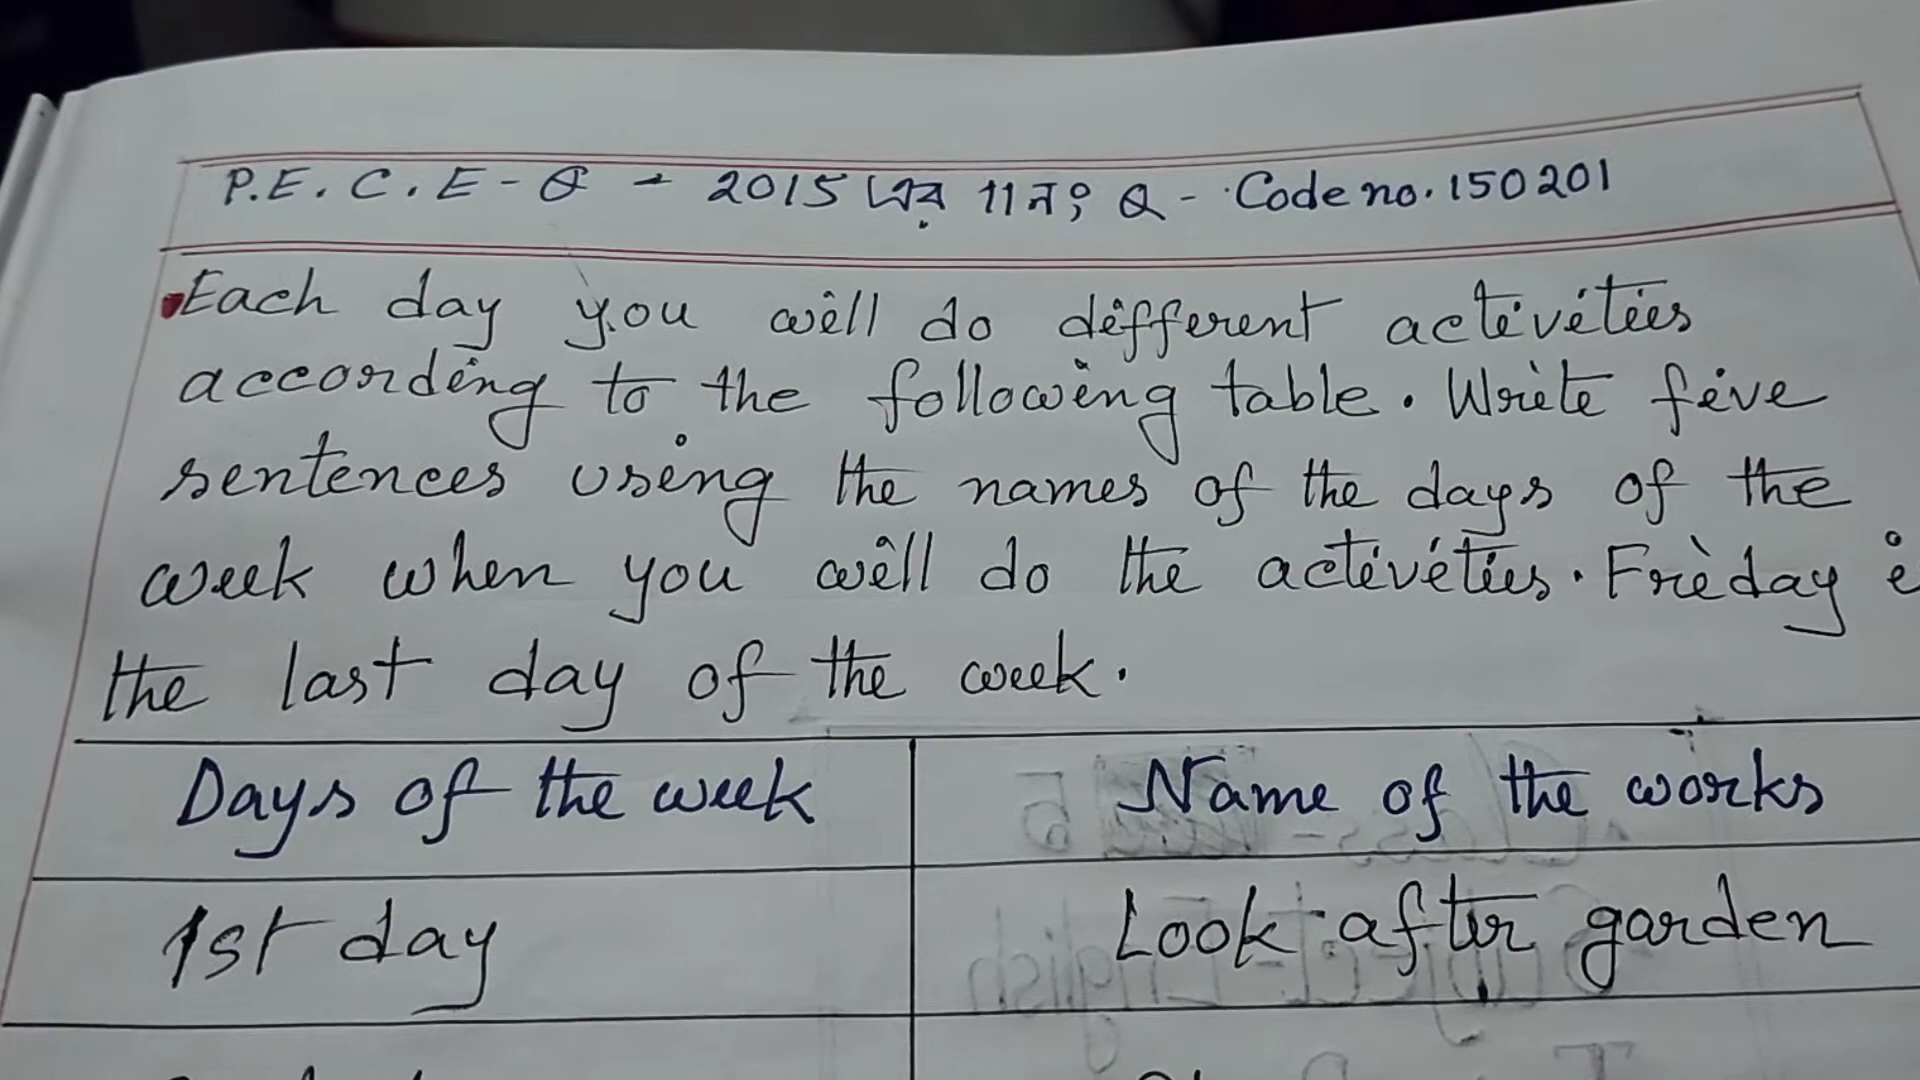 P.E.C.E-Q - 2015 এর 11নং Q - Code no. 150201
Each day you will do different activities
according to the following table. Write five
sentences using the names of the days of the
week when you will do the activities. Friday i
the last day of the week.
Days of the week Name of the works
1st day Look after garden